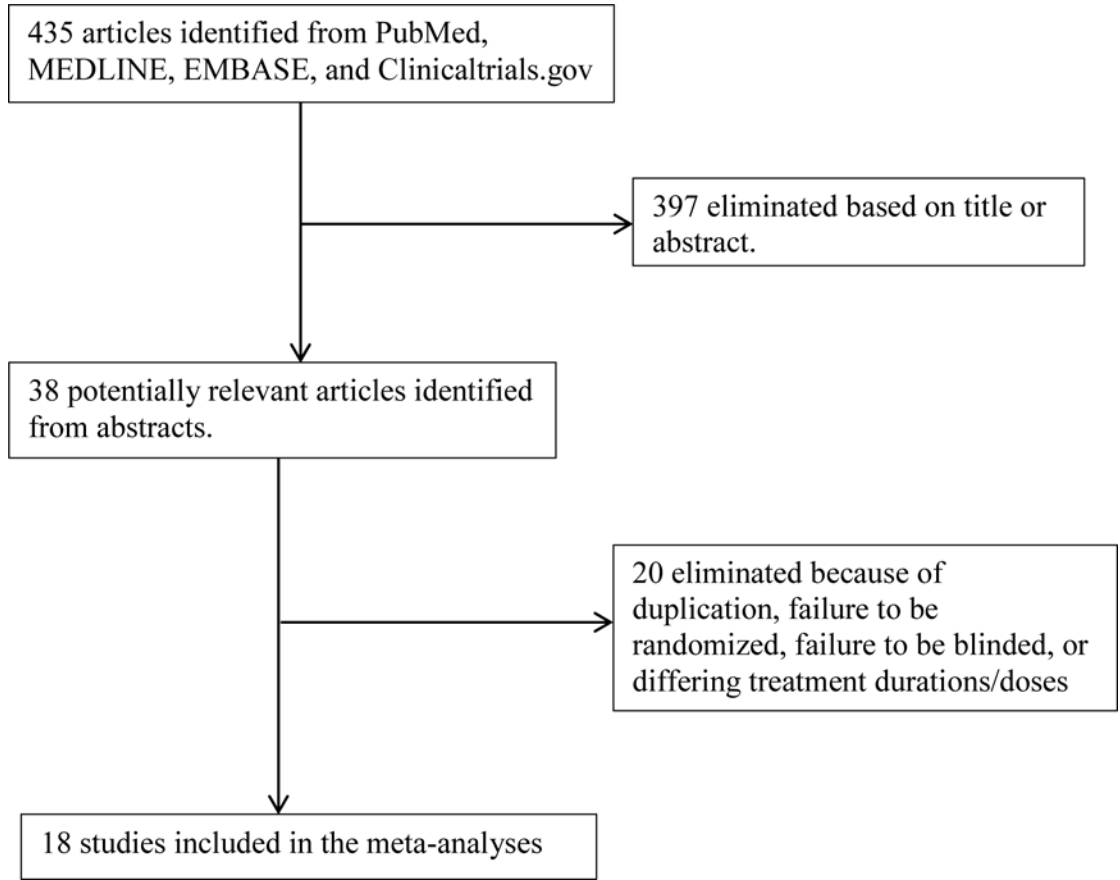 435 articles identified from PubMed,
MEDLINE, EMBASE, and Clinicaltrials.gov
397 eliminated based on title or
abstract.
38 potentially relevant articles identified
from abstracts.
20 eliminated because of
duplication, failure to be
randomized, failure to be blinded, or
differing treatment durations/doses
18 studies included in the meta-analyses